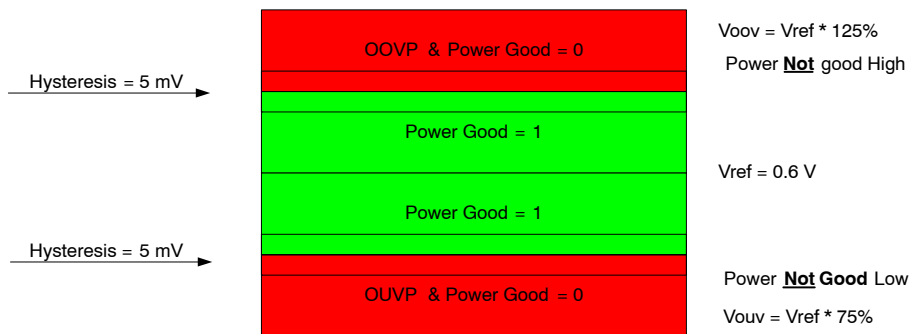 Voov = Vref * 125%
OOVP & Power Good = 0
Power Not good High
Hysteresis = 5 mV
Power Good = 1
Vref = 0.6 V
Power Good = 1
Hysteresis = 5 mV
Power Not Good Low
OUVP & Power Good = 0
Vouv = Vref * 75%